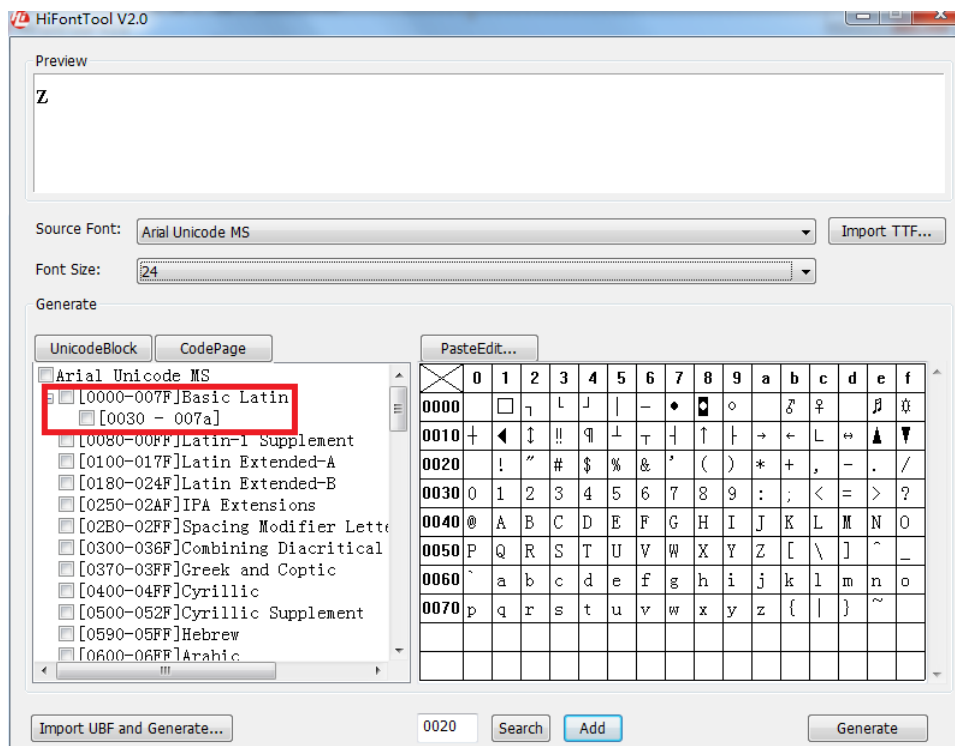 HiFontTool V2.0
Preview
Z
Source Font: Arial Unicode MS Import TTF...
Font Size: 24
Generate
UnicodeBlock CodePage PasteEdit...
Arial Unicode MS
[0000-007F]Basic Latin
[0030 - 007a]
[0080-00FF]Latin-1 Supplement
[0100-017F]Latin Extended-A
[0180-024F]Latin Extended-B
[0250-02AF]IPA Extensions
[02B0-02FF]Spacing Modifier Lette
[0300-036F]Combining Diacritical
[0370-03FF]Greek and Coptic
[0400-04FF]Cyrillic
[0500-052F]Cyrillic Supplement
[0590-05FF]Hebrew
[0600-06FF]Arabic
0 1 2 3 4 5 6 7 8 9 a b c d e f
0000 □ ┐ └ ┘ │ − • ◘ ○ ♂ ♀ ♬ ☼
0010 ┼ ◄ ↕ ‼ ¶ ┴ ┬ ┤ ↑ ├ → ← ∟ ↔ ▲ ▼
0020 ! " # $ % & ' ( ) * + , - . /
0030 0 1 2 3 4 5 6 7 8 9 : ; < = > ?
0040 @ A B C D E F G H I J K L M N O
0050 P Q R S T U V W X Y Z [ \ ] ^ _
0060 ` a b c d e f g h i j k l m n o
0070 p q r s t u v w x y z { | } ~
Import UBF and Generate... 0020 Search Add Generate